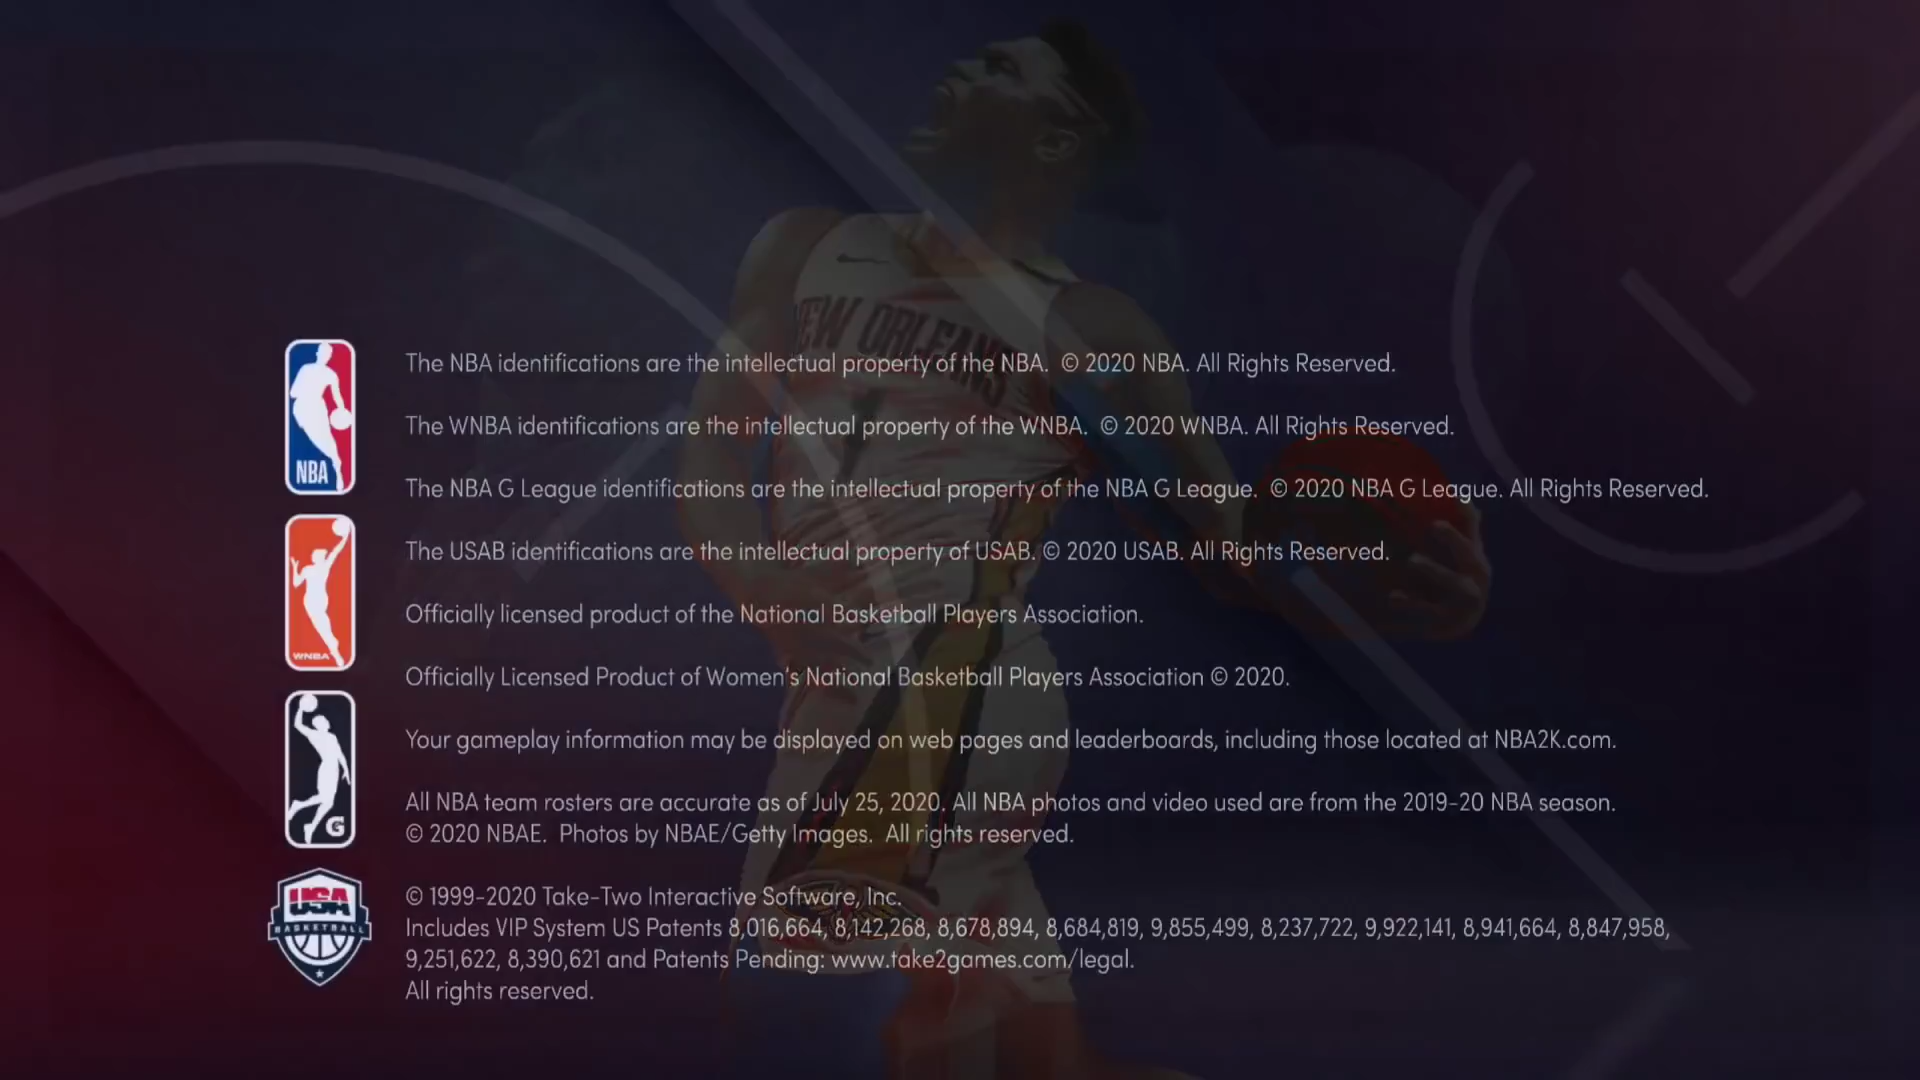 NEW ORLEANS
The NBA identifications are the intellectual property of the NBA. © 2020 NBA. All Rights Reserved.
NBA
The WNBA identifications are the intellectual property of the WNBA. © 2020 WNBA. All Rights Reserved.
The NBA G League identifications are the intellectual property of the NBA G League. © 2020 NBA G League. All Rights Reserved.
WNBA
The USAB identifications are the intellectual property of USAB. © 2020 USAB. All Rights Reserved.
Officially licensed product of the National Basketball Players Association.
Officially Licensed Product of Women's National Basketball Players Association © 2020.
G
Your gameplay information may be displayed on web pages and leaderboards, including those located at NBA2K.com.
All NBA team rosters are accurate as of July 25, 2020. All NBA photos and video used are from the 2019-20 NBA season.
© 2020 NBAE. Photos by NBAE/Getty Images. All rights reserved.
USA
BASKETBALL
© 1999-2020 Take-Two Interactive Software, Inc.
Includes VIP System US Patents 8,016,664, 8,142,268, 8,678,894, 8,684,819, 9,855,499, 8,237,722, 9,922,141, 8,941,664, 8,847,958,
9,251,622, 8,390,621 and Patents Pending: www.take2games.com/legal.
All rights reserved.